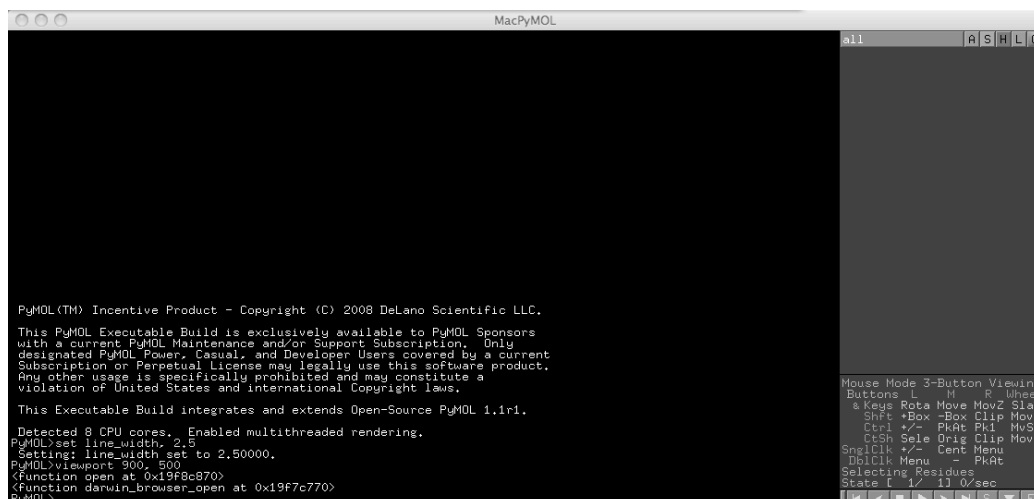 MacPyMOL
all A S H L
PyMOL(TM) Incentive Product - Copyright (C) 2008 DeLano Scientific LLC.
This PyMOL Executable Build is exclusively available to PyMOL Sponsors
with a current PyMOL Maintenance and/or Support Subscription.  Only
designated PyMOL Power, Casual, and Developer Users covered by a current
Subscription or Perpetual License may legally use this software product.
Any other usage is specifically prohibited and may constitute a
violation of United States and international Copyright laws.
This Executable Build integrates and extends Open-Source PyMOL 1.1r1.
Detected 8 CPU cores.  Enabled multithreaded rendering.
PyMOL>set line_width, 2.5
Setting: line_width set to 2.50000.
PyMOL>viewport 900, 500
<function open at 0x19f8c870>
<function darwin_browser_open at 0x19f7c770>
PyMOL>
Mouse Mode 3-Button Viewin
Buttons L M R Whee
& Keys Rota Move MovZ Sla
Shft +Box -Box Clip Mov
Ctrl +/- PkAt Pk1 MvS
CtSh Sele Orig Clip Mov
SnglClk +/- Cent Menu
DblClk Menu - PkAt
Selecting Residues
State [ 1/ 1] 0/sec
S